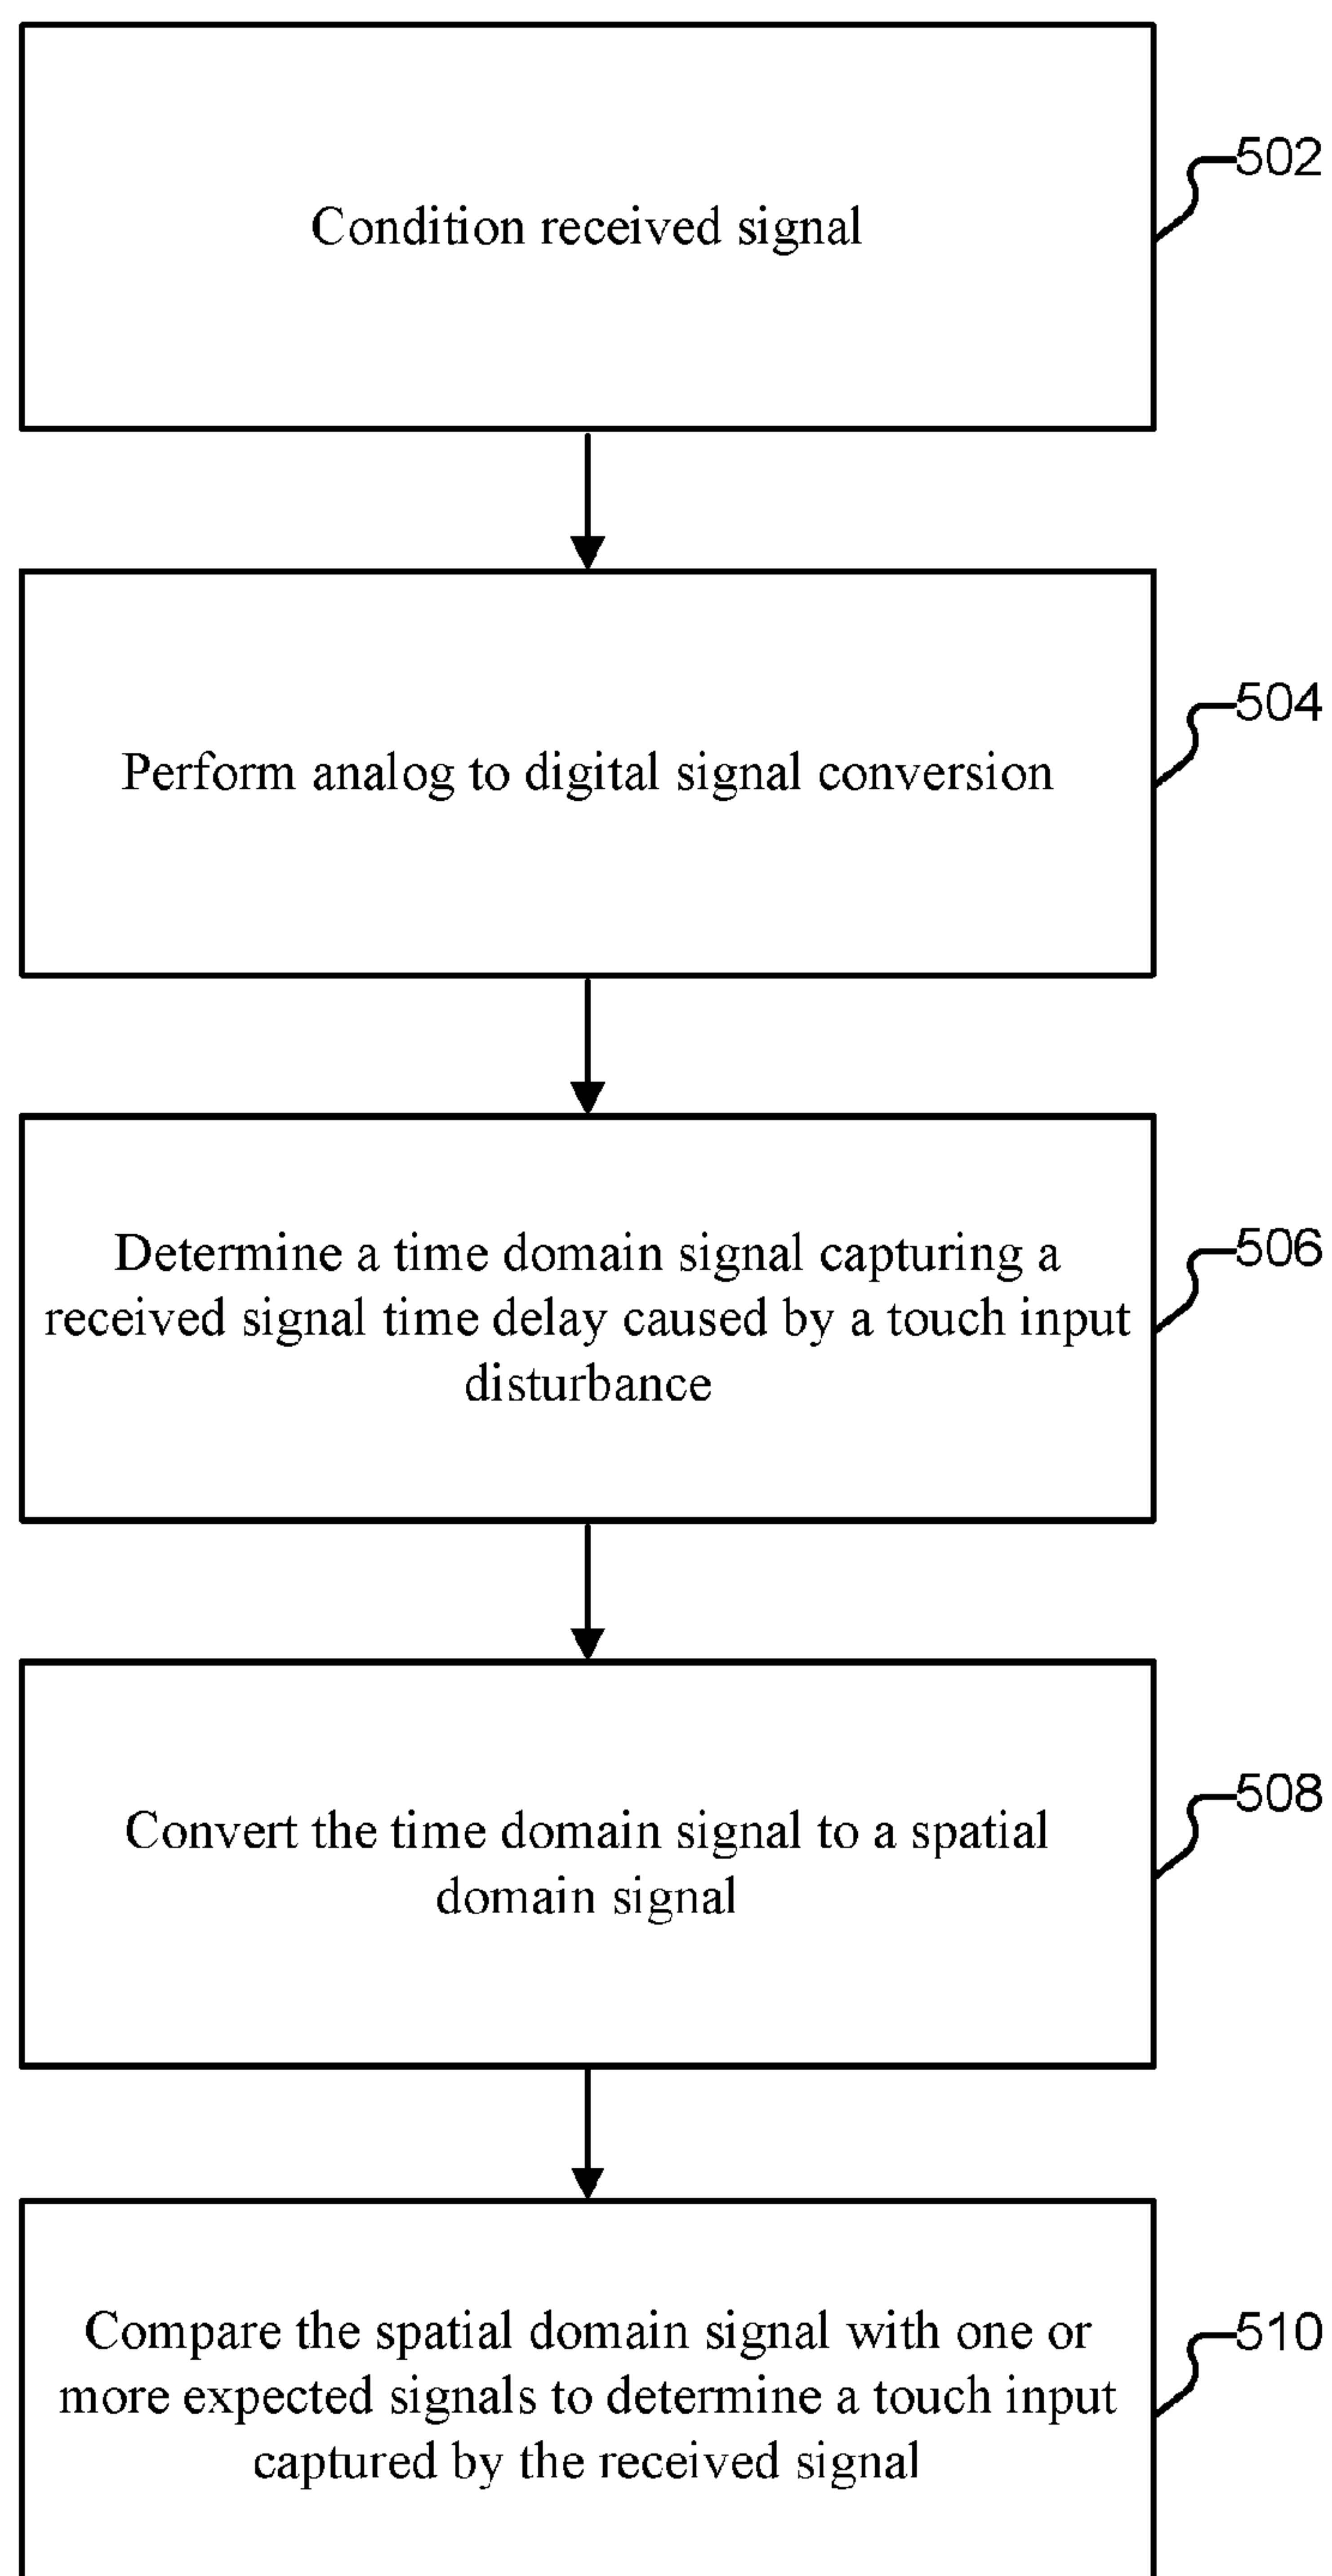 Condition received signal
502
Perform analog to digital signal conversion
504
Determine a time domain signal capturing a
received signal time delay caused by a touch input
disturbance
506
Convert the time domain signal to a spatial
domain signal
508
Compare the spatial domain signal with one or
more expected signals to determine a touch input
captured by the received signal
510